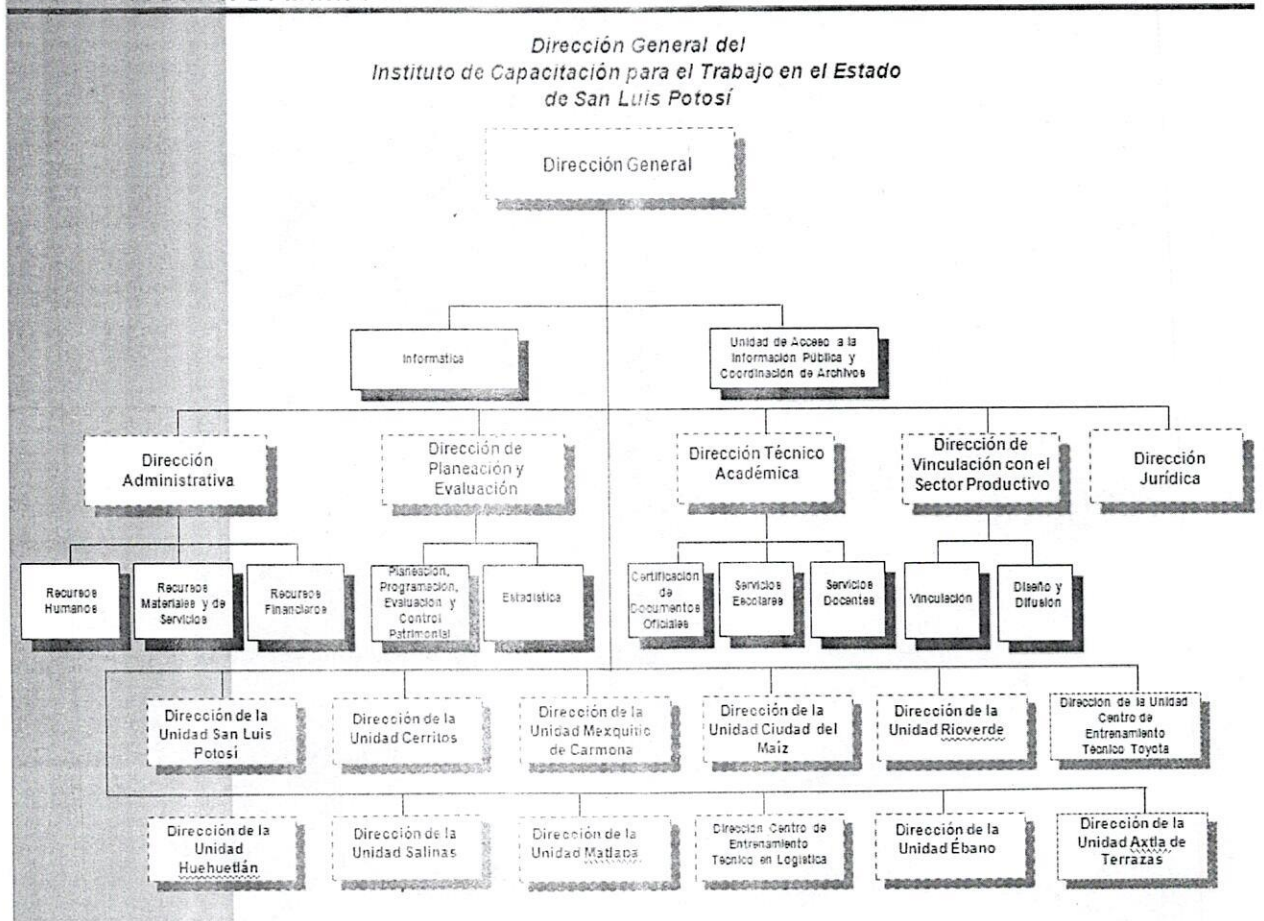 Dirección General del
Instituto de Capacitación para el Trabajo en el Estado
de San Luis Potosí
Dirección General
Informática
Unidad de Acceso a la
Información Pública y
Coordinación de Archivos
Dirección
Administrativa
Dirección de
Planeación y
Evaluación
Dirección Técnico
Académica
Dirección de
Vinculación con el
Sector Productivo
Dirección
Jurídica
Recursos
Humanos
Recursos
Materiales y de
Servicios
Recursos
Financieros
Planeación,
Programación,
Evaluación y
Control
Patrimonial
Estadística
Certificación
de
Documentos
Oficiales
Servicios
Escolares
Servicios
Docentes
Vinculación
Diseño y
Difusión
Dirección de la
Unidad San Luis
Potosí
Dirección de la
Unidad Cerritos
Dirección de la
Unidad Mexquitic
de Carmona
Dirección de la
Unidad Ciudad del
Maíz
Dirección de la
Unidad Rioverde
Dirección de la Unidad
Centro de
Entrenamiento
Técnico Toyota
Dirección de la
Unidad
Huehuetlán
Dirección de la
Unidad Salinas
Dirección de la
Unidad Matlapa
Dirección Centro de
Entrenamiento
Técnico en Logística
Dirección de la
Unidad Ébano
Dirección de la
Unidad Axtla de
Terrazas